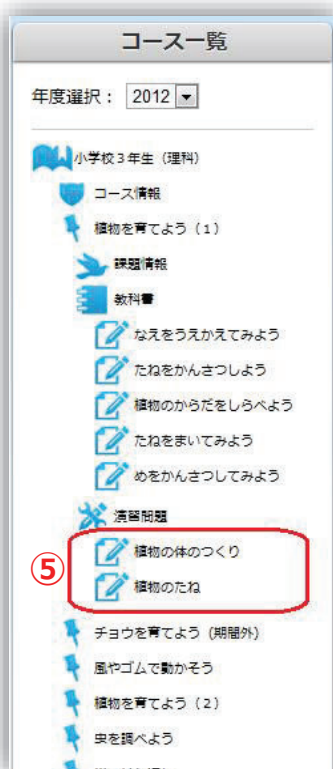 コース一覧
年度選択： 2012
小学校３年生（理科）
コース情報
植物を育てよう（１）
課題情報
教科書
なえをうえかえてみよう
たねをかんさつしよう
植物のからだをしらべよう
たねをまいてみよう
めをかんさつしてみよう
演習問題
⑤
植物の体のつくり
植物のたね
チョウを育てよう（期間外）
風やゴムで動かそう
植物を育てよう（２）
虫を調べよう